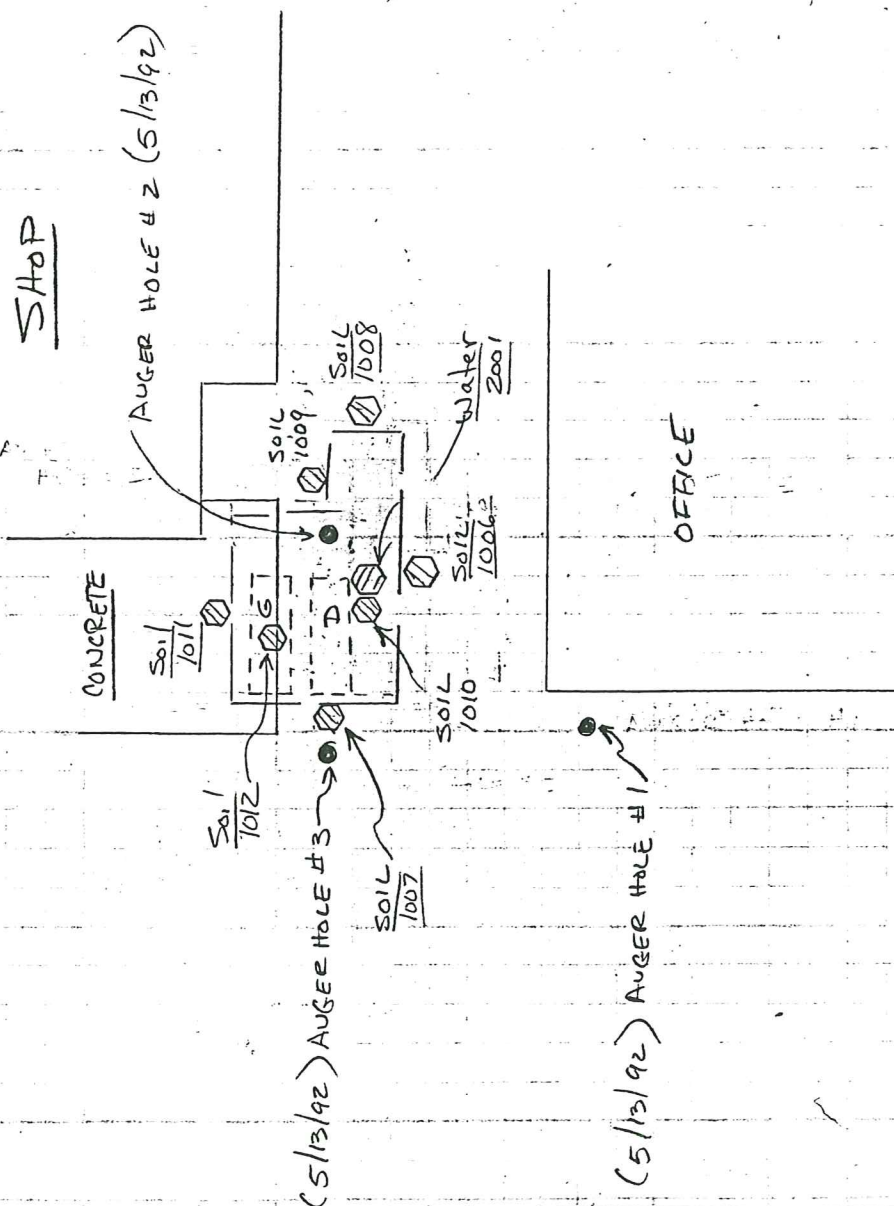 SHOP
AUGER HOLE # 2 (5/13/92)
CONCRETE
Soil
1011
SOIL
1009
SOIL
1008
Water
2001
G
D
SOIL
1006
SOIL
1010
OFFICE
Soil
1012
(5/13/92) AUGER HOLE # 3
SOIL
1007
(5/13/92) AUGER HOLE #1